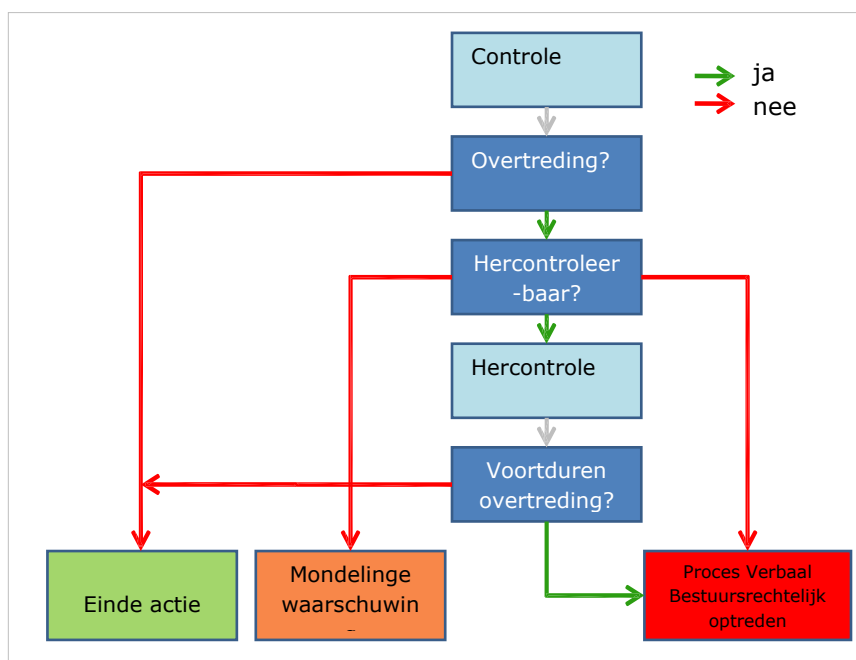 Controle
ja
nee
Overtreding?
Hercontroleer
-baar?
Hercontrole
Voortduren
overtreding?
Einde actie
Mondelinge
waarschuwin
Proces Verbaal
Bestuursrechtelijk
optreden